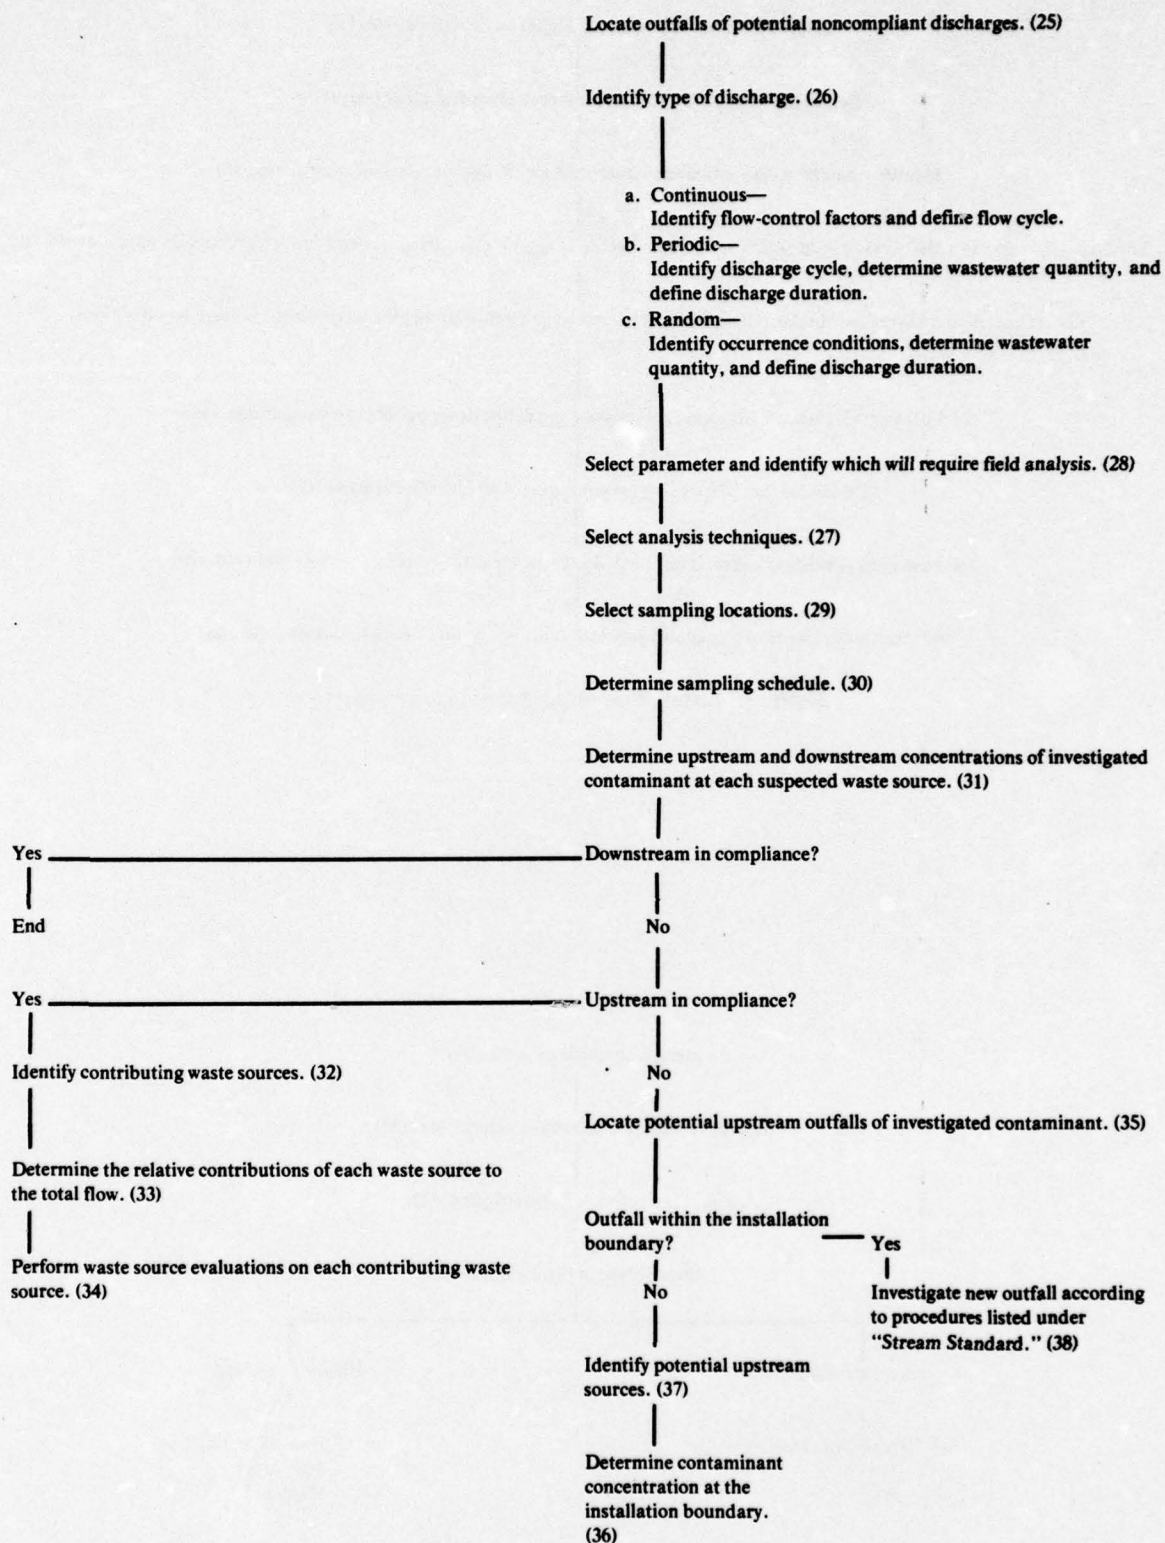 Locate outfalls of potential noncompliant discharges. (25)
Identify type of discharge. (26)
a. Continuous—
Identify flow-control factors and define flow cycle.
b. Periodic—
Identify discharge cycle, determine wastewater quantity, and
define discharge duration.
c. Random—
Identify occurrence conditions, determine wastewater
quantity, and define discharge duration.
Select parameter and identify which will require field analysis. (28)
Select analysis techniques. (27)
Select sampling locations. (29)
Determine sampling schedule. (30)
Determine upstream and downstream concentrations of investigated
contaminant at each suspected waste source. (31)
Yes
Downstream in compliance?
End
No
Yes
Upstream in compliance?
Identify contributing waste sources. (32)
No
Locate potential upstream outfalls of investigated contaminant. (35)
Determine the relative contributions of each waste source to
the total flow. (33)
Perform waste source evaluations on each contributing waste
source. (34)
Outfall within the installation
boundary?
Yes
No
Investigate new outfall according
to procedures listed under
"Stream Standard." (38)
Identify potential upstream
sources. (37)
Determine contaminant
concentration at the
installation boundary.
(36)